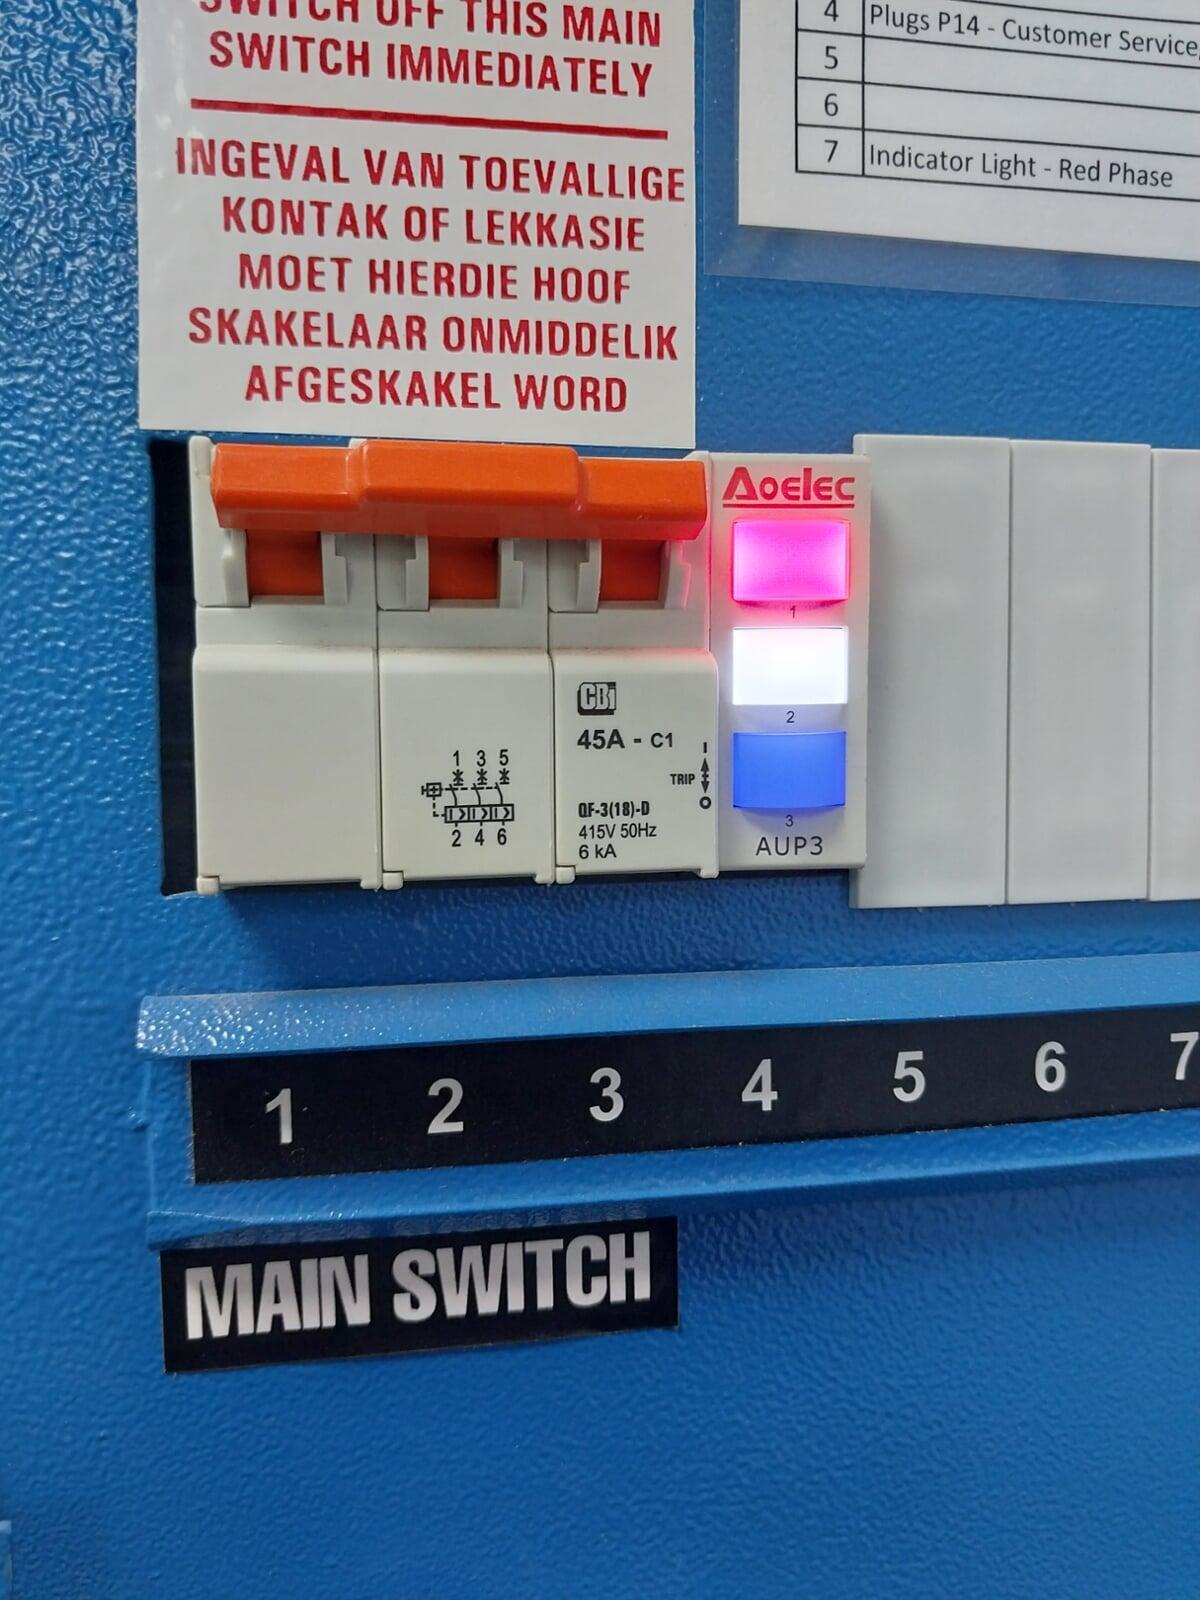 SWITCH OFF THIS MAIN
SWITCH IMMEDIATELY
INGEVAL VAN TOEVALLIGE
KONTAK OF LEKKASIE
MOET HIERDIE HOOF
SKAKELAAR ONMIDDELIK
AFGESKAKEL WORD
4 Plugs P14 - Customer Service,
5
6
7 Indicator Light - Red Phase
1 3 5
2 4 6
CBi
45A - C1
I
TRIP
O
QF-3(18)-D
415V 50Hz
6 kA
Aoelec
1
2
3
AUP3
1 2 3 4 5 6 7
MAIN SWITCH